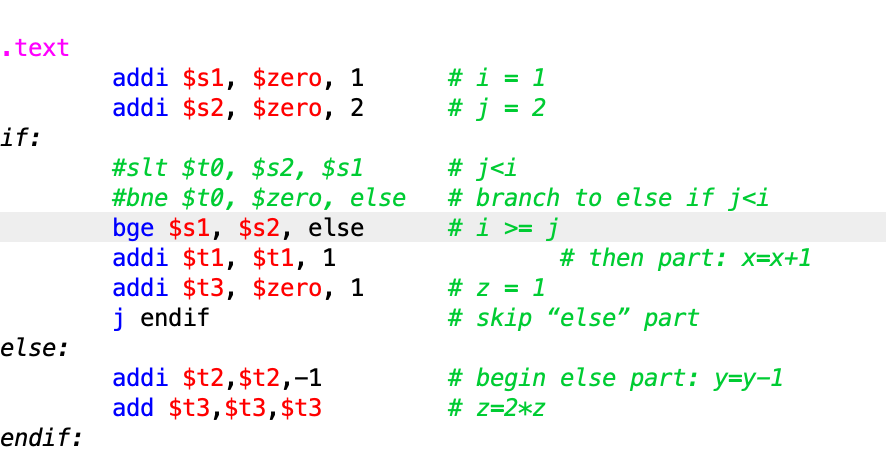 .text
addi $s1, $zero, 1 # i = 1
addi $s2, $zero, 2 # j = 2
if:
#slt $t0, $s2, $s1 # j<i
#bne $t0, $zero, else # branch to else if j<i
bge $s1, $s2, else # i >= j
addi $t1, $t1, 1 # then part: x=x+1
addi $t3, $zero, 1 # z = 1
j endif # skip “else” part
else:
addi $t2,$t2,−1 # begin else part: y=y−1
add $t3,$t3,$t3 # z=2*z
endif: